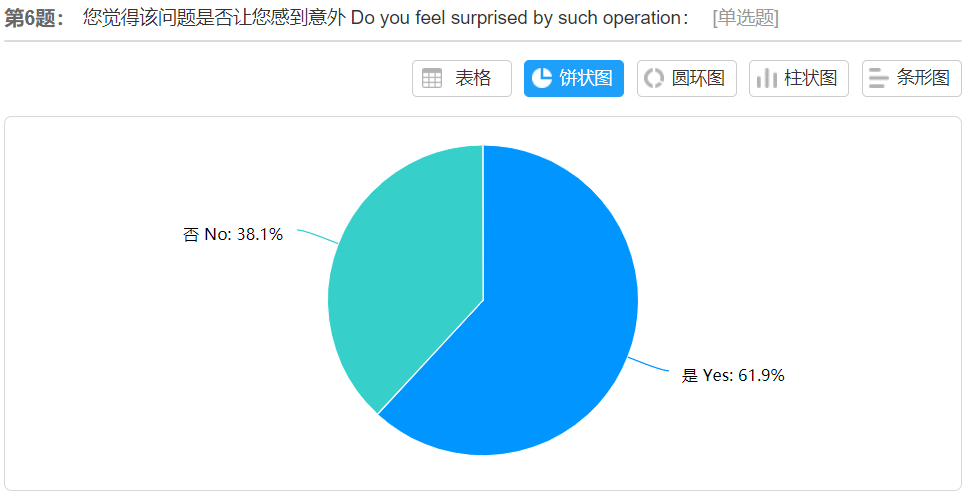 第6题： 您觉得该问题是否让您感到意外 Do you feel surprised by such operation： [单选题]
表格 饼状图 圆环图 柱状图 条形图
否 No: 38.1%
是 Yes: 61.9%